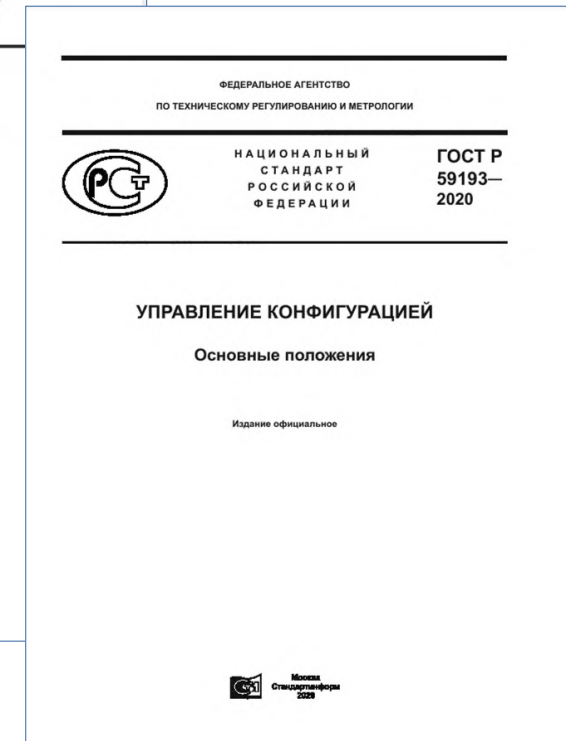 ФЕДЕРАЛЬНОЕ АГЕНТСТВО
ПО ТЕХНИЧЕСКОМУ РЕГУЛИРОВАНИЮ И МЕТРОЛОГИИ
НАЦИОНАЛЬНЫЙ
СТАНДАРТ
РОССИЙСКОЙ
ФЕДЕРАЦИИ
ГОСТ Р
59193—
2020
УПРАВЛЕНИЕ КОНФИГУРАЦИЕЙ
Основные положения
Издание официальное
Москва
Стандартинформ
2020